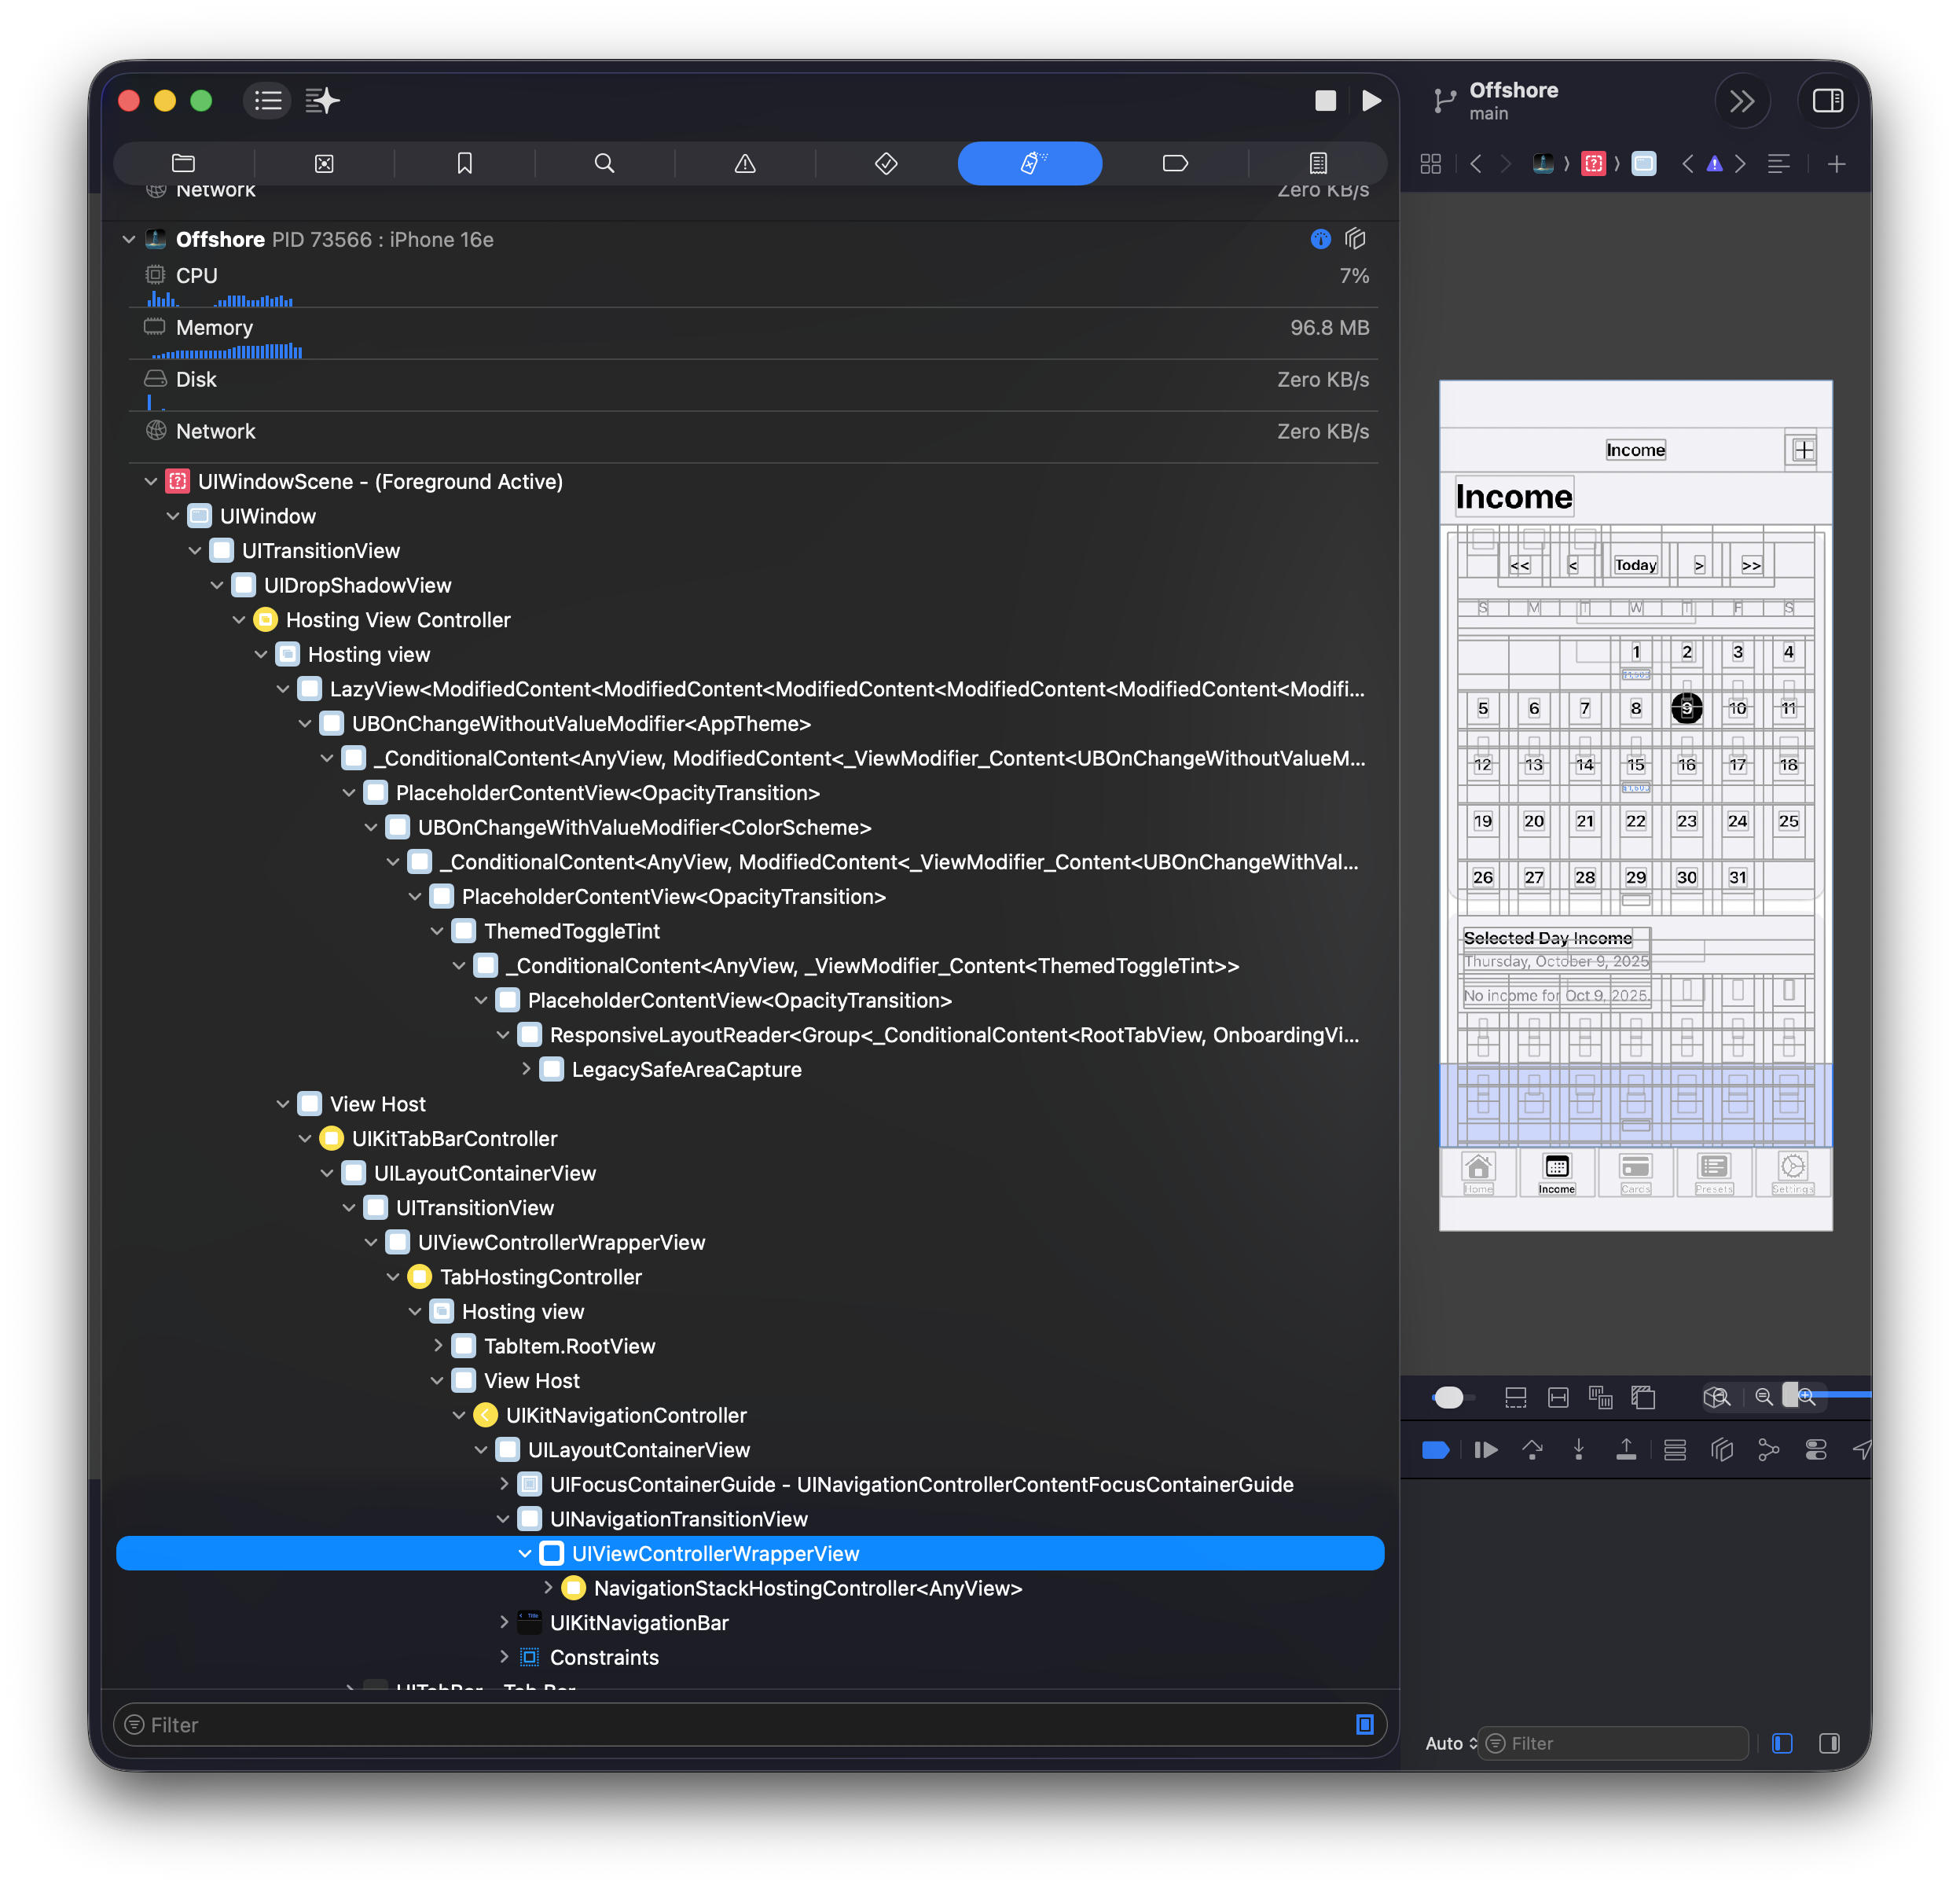 Offshore
main
Network Zero KB/s
Offshore PID 73566 : iPhone 16e
CPU 7%
Memory 96.8 MB
Disk Zero KB/s
Network Zero KB/s
UIWindowScene - (Foreground Active)
UIWindow
UITransitionView
UIDropShadowView
Hosting View Controller
Hosting view
LazyView<ModifiedContent<ModifiedContent<ModifiedContent<ModifiedContent<ModifiedContent<Modifi...
UBOnChangeWithoutValueModifier<AppTheme>
_ConditionalContent<AnyView, ModifiedContent<_ViewModifier_Content<UBOnChangeWithoutValueM...
PlaceholderContentView<OpacityTransition>
UBOnChangeWithValueModifier<ColorScheme>
_ConditionalContent<AnyView, ModifiedContent<_ViewModifier_Content<UBOnChangeWithVal...
PlaceholderContentView<OpacityTransition>
ThemedToggleTint
_ConditionalContent<AnyView, _ViewModifier_Content<ThemedToggleTint>>
PlaceholderContentView<OpacityTransition>
ResponsiveLayoutReader<Group<_ConditionalContent<RootTabView, OnboardingVi...
LegacySafeAreaCapture
View Host
UIKitTabBarController
UILayoutContainerView
UITransitionView
UIViewControllerWrapperView
TabHostingController
Hosting view
TabItem.RootView
View Host
UIKitNavigationController
UILayoutContainerView
UIFocusContainerGuide - UINavigationControllerContentFocusContainerGuide
UINavigationTransitionView
UIViewControllerWrapperView
NavigationStackHostingController<AnyView>
UIKitNavigationBar
Constraints
UITabBar - Tab Bar
Filter
Income
Income
<< < Today > >>
S M T W T F S
1 2 3 4
5 6 7 8 9 10 11
12 13 14 15 16 17 18
19 20 21 22 23 24 25
26 27 28 29 30 31
Selected Day Income
Thursday, October 9, 2025
No income for Oct 9, 2025.
Home Income Cards Presets Settings
Auto Filter